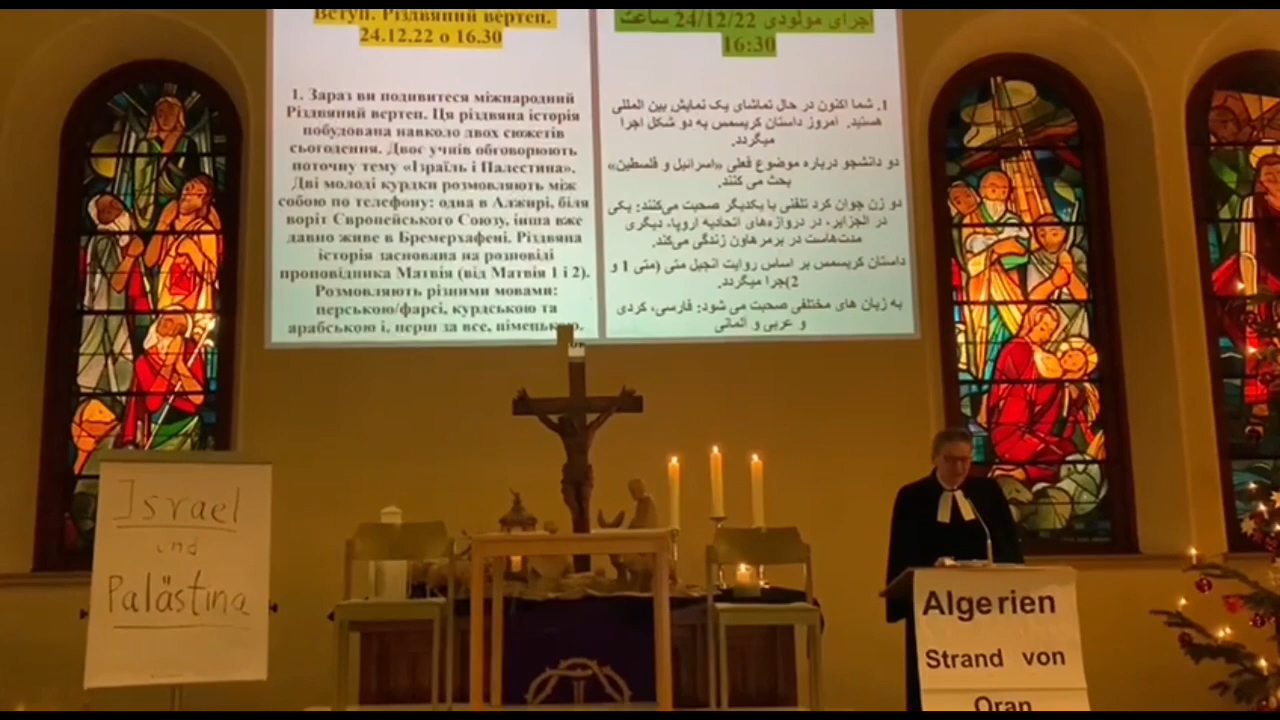 Вступ. Різдвяний вертеп.
24.12.22 о 16.30
1. Зараз ви подивитеся міжнародний
Різдвяний вертеп. Ця різдвяна історія
побудована навколо двох сюжетів
сьогодення. Двоє учнів обговорюють
поточну тему «Ізраїль і Палестина».
Дві молоді курдки розмовляють між
собою по телефону: одна в Алжирі, біля
воріт Європейського Союзу, інша вже
давно живе в Бремерхафені. Різдвяна
історія заснована на розповіді
проповідника Матвія (від Матвія 1 і 2).
Розмовляють різними мовами:
перською/фарсі, курдською та
арабською і, перш за все, німецькою.
اجرای مولودی 24/12/22 ساعت
16:30
1. شما اکنون در حال تماشای یک نمایش بین المللی
هستید. امروز داستان کریسمس به دو شکل اجرا
میگردد.
دو دانشجو درباره موضوع فعلی «اسرائیل و فلسطین»
بحث می کنند.
دو زن جوان کرد تلفنی با یکدیگر صحبت می‌کنند: یکی
در الجزایر، در دروازه‌های اتحادیه اروپا، دیگری
مدت‌هاست در برمرهاون زندگی می‌کند.
داستان کریسمس بر اساس روایت انجیل متی (متی 1 و
2)اجرا میگردد.
به زبان های مختلفی صحبت می شود: فارسی، کردی
و عربی و آلمانی
Israel
und
Palästina
Algerien
Strand von
Oran